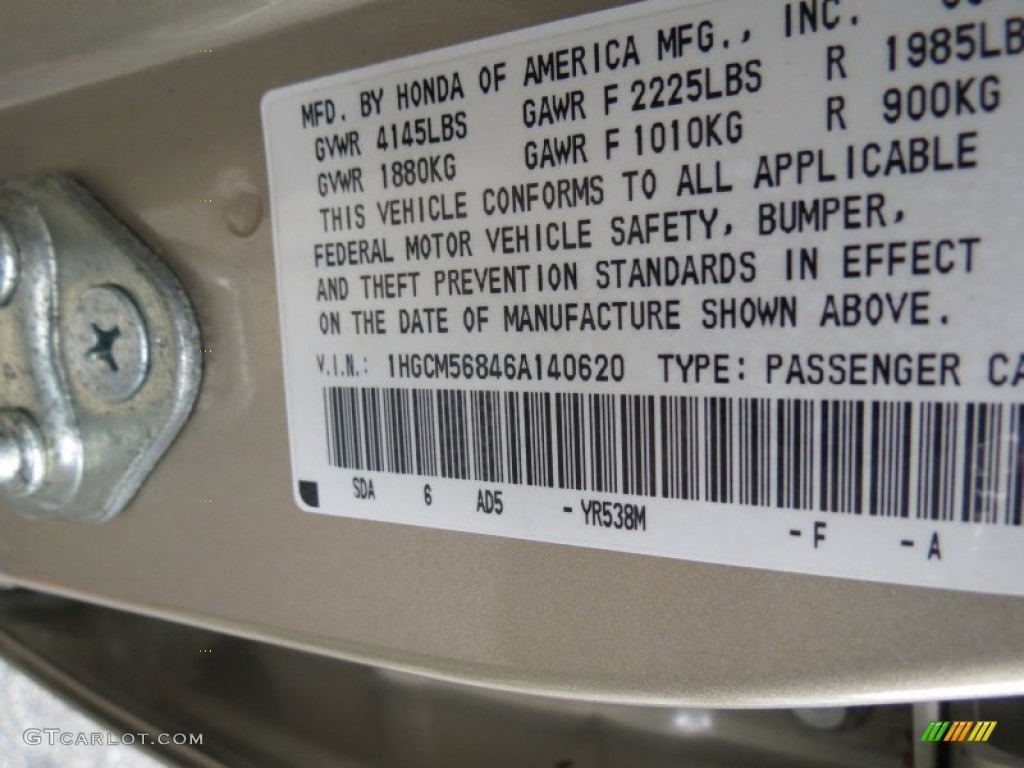 MFD. BY HONDA OF AMERICA MFG., INC.
GVWR 4145LBS GAWR F 2225LBS R 1985LB
GVWR 1880KG GAWR F 1010KG R 900KG
THIS VEHICLE CONFORMS TO ALL APPLICABLE
FEDERAL MOTOR VEHICLE SAFETY, BUMPER,
AND THEFT PREVENTION STANDARDS IN EFFECT
ON THE DATE OF MANUFACTURE SHOWN ABOVE.
V.I.N.: 1HGCM56846A140620 TYPE: PASSENGER CA
SDA 6 AD5 - YR538M - F - A
GTCARLOT.COM